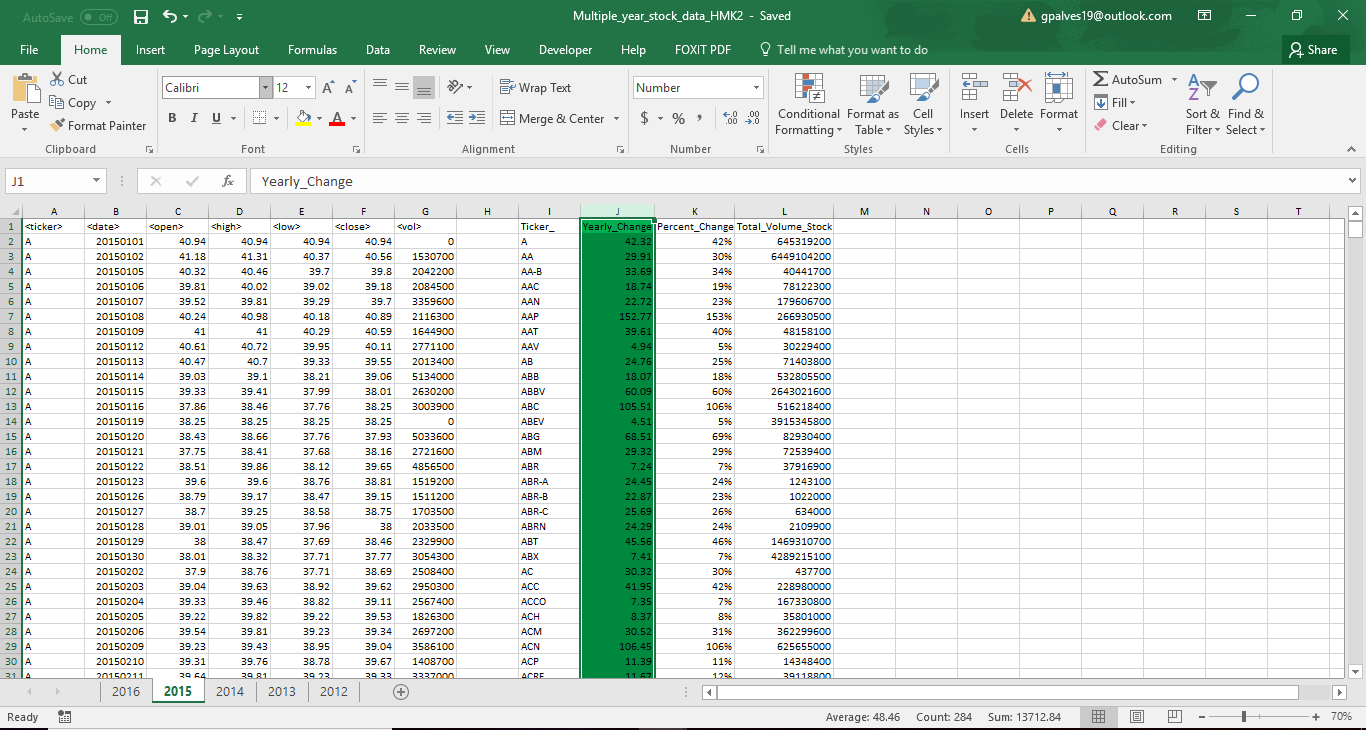 AutoSave Off Multiple_year_stock_data_HMK2 - Saved gpalves19@outlook.com
File Home Insert Page Layout Formulas Data Review View Developer Help FOXIT PDF Tell me what you want to do Share
Paste Cut Copy Format Painter Clipboard
Calibri 12 B I U A A A Font
Wrap Text Merge & Center Alignment
Number $ % , .00 .0 Number
Conditional Formatting Format as Table Cell Styles Styles
Insert Delete Format Cells
AutoSum Fill Clear Sort & Filter Find & Select Editing
J1 fx Yearly_Change
A B C D E F G H I J K L M N O P Q R S T
1 <ticker> <date> <open> <high> <low> <close> <vol> Ticker_ Yearly_Change Percent_Change Total_Volume_Stock
2 A 20150101 40.94 40.94 40.94 40.94 0 A 42.32 42% 645319200
3 A 20150102 41.18 41.31 40.37 40.56 1530700 AA 29.91 30% 6449104200
4 A 20150105 40.32 40.46 39.7 39.8 2042200 AA-B 33.69 34% 40441700
5 A 20150106 39.81 40.02 39.02 39.18 2084500 AAC 18.74 19% 78122300
6 A 20150107 39.52 39.81 39.29 39.7 3359600 AAN 22.72 23% 179606700
7 A 20150108 40.24 40.98 40.18 40.89 2116300 AAP 152.77 153% 266930500
8 A 20150109 41 41 40.29 40.59 1644900 AAT 39.61 40% 48158100
9 A 20150112 40.61 40.72 39.95 40.11 2771100 AAV 4.94 5% 30229400
10 A 20150113 40.47 40.7 39.33 39.55 2013400 AB 24.76 25% 71403800
11 A 20150114 39.03 39.1 38.21 39.06 5134000 ABB 18.07 18% 532805500
12 A 20150115 39.33 39.41 37.99 38.01 2630200 ABBV 60.09 60% 2643021600
13 A 20150116 37.86 38.46 37.76 38.25 3003900 ABC 105.51 106% 516218400
14 A 20150119 38.25 38.25 38.25 38.25 0 ABEV 4.51 5% 3915345800
15 A 20150120 38.43 38.66 37.76 37.93 5033600 ABG 68.51 69% 82930400
16 A 20150121 37.75 38.41 37.68 38.16 2721600 ABM 29.32 29% 72539400
17 A 20150122 38.51 39.86 38.12 39.65 4856500 ABR 7.24 7% 37916900
18 A 20150123 39.6 39.6 38.76 38.81 1519200 ABR-A 24.45 24% 1243100
19 A 20150126 38.79 39.17 38.47 39.15 1511200 ABR-B 22.87 23% 1022000
20 A 20150127 38.7 39.25 38.58 38.75 1703500 ABR-C 25.69 26% 634000
21 A 20150128 39.01 39.05 37.96 38 2033500 ABRN 24.29 24% 2109900
22 A 20150129 38 38.47 37.69 38.46 2329900 ABT 45.56 46% 1469310700
23 A 20150130 38.01 38.32 37.71 37.77 3054300 ABX 7.41 7% 4289215100
24 A 20150202 37.9 38.76 37.71 38.69 2508400 AC 30.32 30% 437700
25 A 20150203 39.04 39.63 38.92 39.62 2950300 ACC 41.95 42% 228980000
26 A 20150204 39.33 39.46 38.82 39.11 2567400 ACCO 7.35 7% 167330800
27 A 20150205 39.22 39.82 39.22 39.53 1826300 ACH 8.37 8% 35801000
28 A 20150206 39.54 39.81 39.23 39.34 2697200 ACM 30.52 31% 362299600
29 A 20150209 39.23 39.43 38.95 39.04 3586100 ACN 106.45 106% 625655000
30 A 20150210 39.31 39.76 38.78 39.67 1408700 ACP 11.39 11% 14348400
31 A 20150211 39.64 39.81 39.23 39.33 3337000 ACRE 11.67 12% 39118800
2016 2015 2014 2013 2012
Ready Average: 48.46 Count: 284 Sum: 13712.84 70%